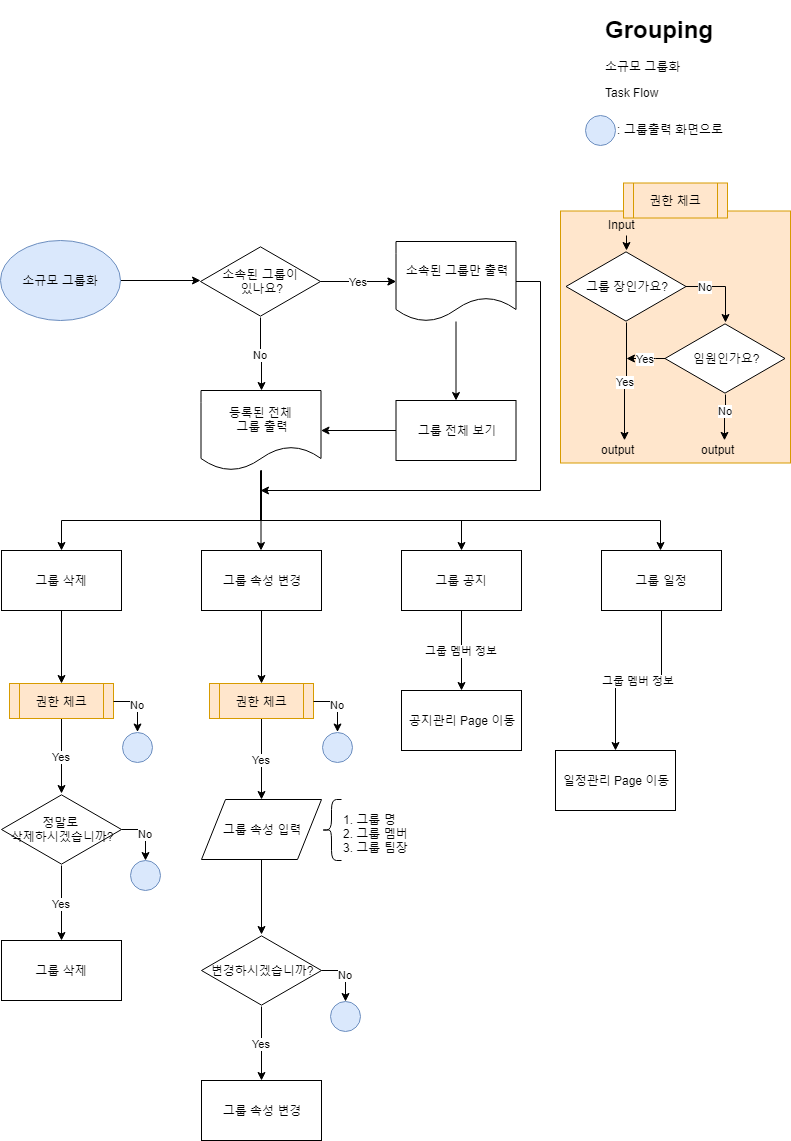 Grouping
소규모 그룹화
Task Flow
: 그룹출력 화면으로
권한 체크
Input
그룹 장인가요?
No
임원인가요?
Yes
Yes
No
output
output
소규모 그룹화
소속된 그룹이
있나요?
Yes
소속된 그룹만 출력
No
등록된 전체
그룹 출력
그룹 전체 보기
그룹 삭제
그룹 속성 변경
그룹 공지
그룹 일정
그룹 멤버 정보
그룹 멤버 정보
권한 체크
No
권한 체크
No
공지관리 Page 이동
Yes
Yes
일정관리 Page 이동
정말로
삭제하시겠습니까?
No
그룹 속성 입력
1. 그룹 명
2. 그룹 멤버
3. 그룹 팀장
Yes
그룹 삭제
변경하시겠습니까?
No
Yes
그룹 속성 변경